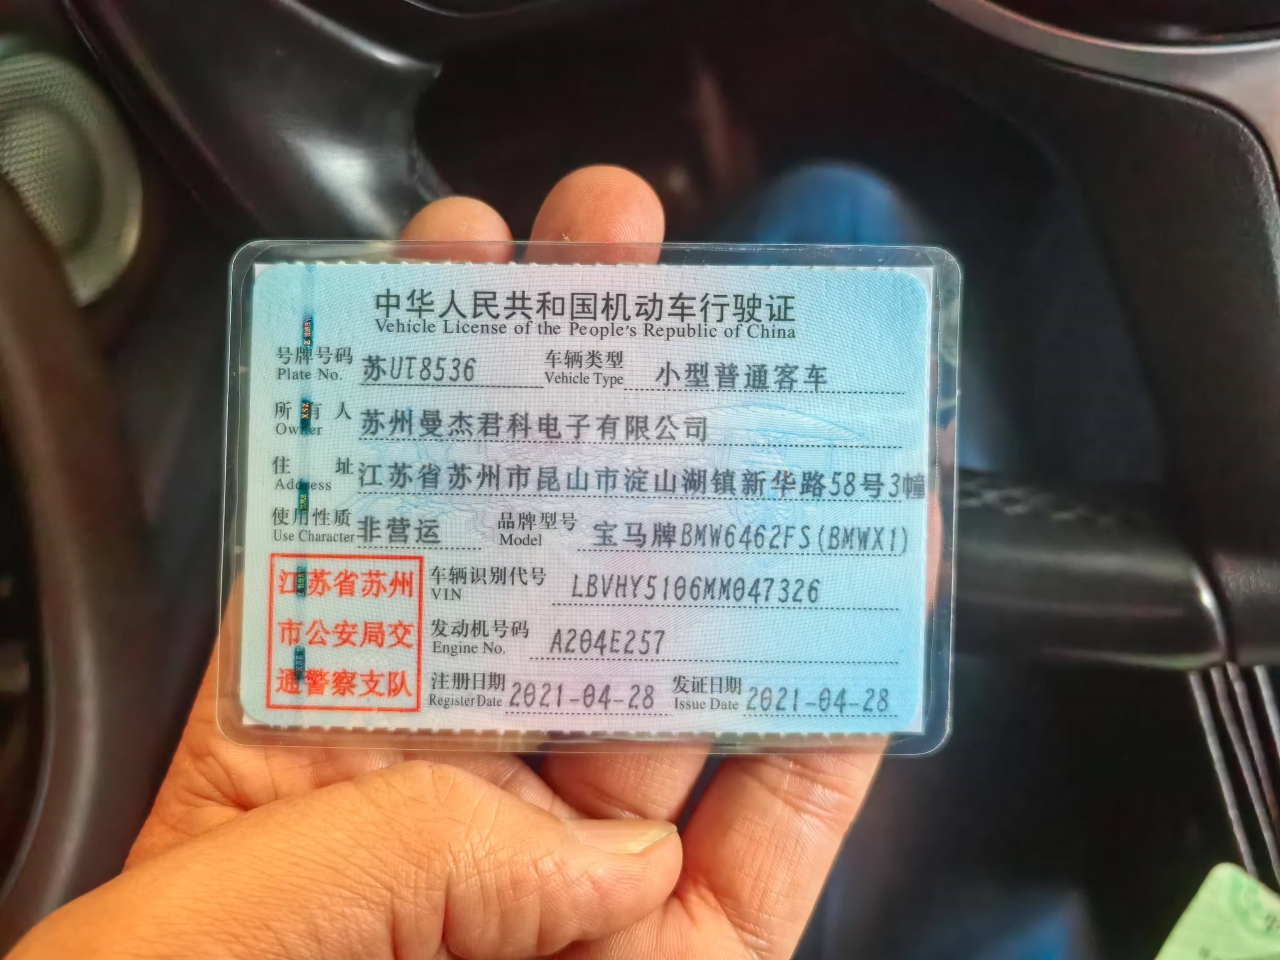 中华人民共和国机动车行驶证
Vehicle License of the People's Republic of China
号牌号码 苏UT8536 车辆类型 小型普通客车
Plate No. Vehicle Type
所有人 苏州曼杰君科电子有限公司
Owner
住址 江苏省苏州市昆山市淀山湖镇新华路58号3幢
Address
使用性质 非营运 品牌型号 宝马牌BMW6462FS(BMWX1)
Use Character Model
江苏省苏州
市公安局交
通警察支队
车辆识别代号 LBVHY5106MM047326
VIN
发动机号码 A204E257
Engine No.
注册日期 2021-04-28 发证日期 2021-04-28
Register Date Issue Date